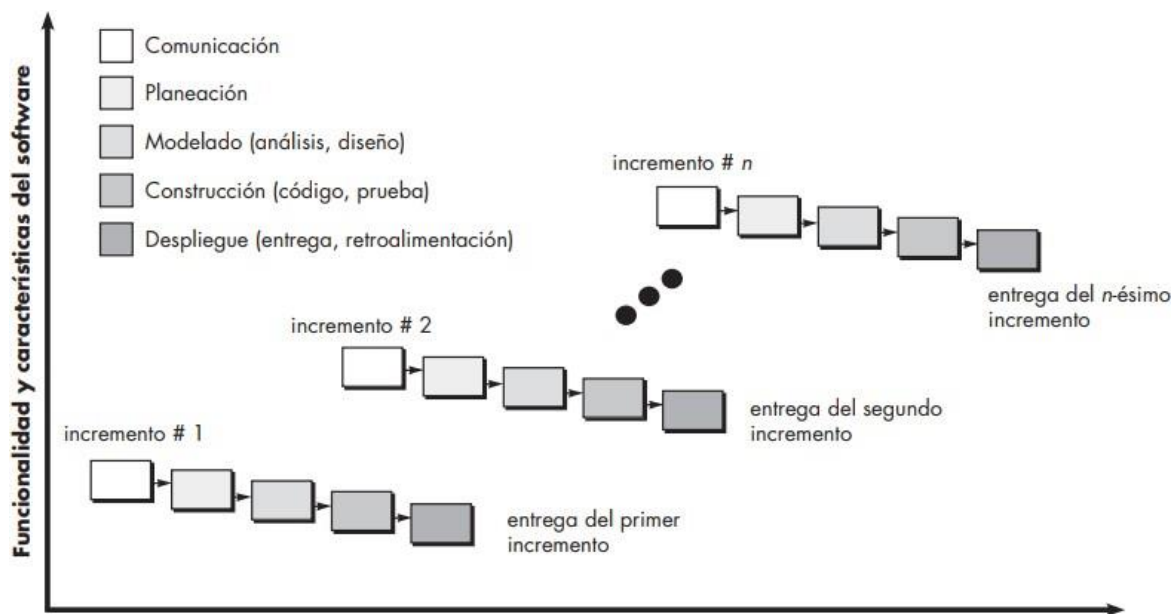 Funcionalidad y características del software
Comunicación
Planeación
Modelado (análisis, diseño)
Construcción (código, prueba)
Despliegue (entrega, retroalimentación)
incremento # n
entrega del n-ésimo
incremento
incremento # 2
entrega del segundo
incremento
incremento # 1
entrega del primer
incremento